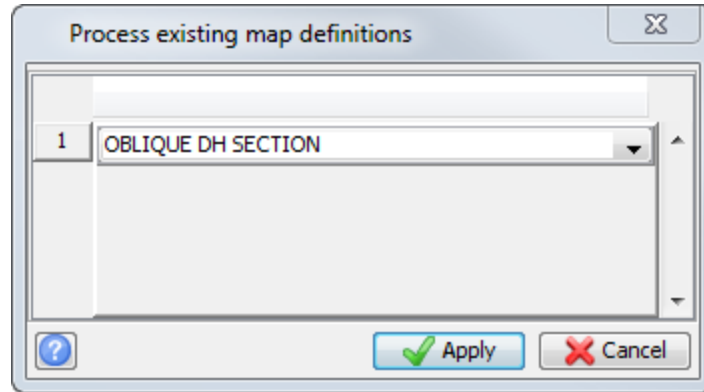 Process existing map definitions
1 OBLIQUE DH SECTION
? Apply Cancel